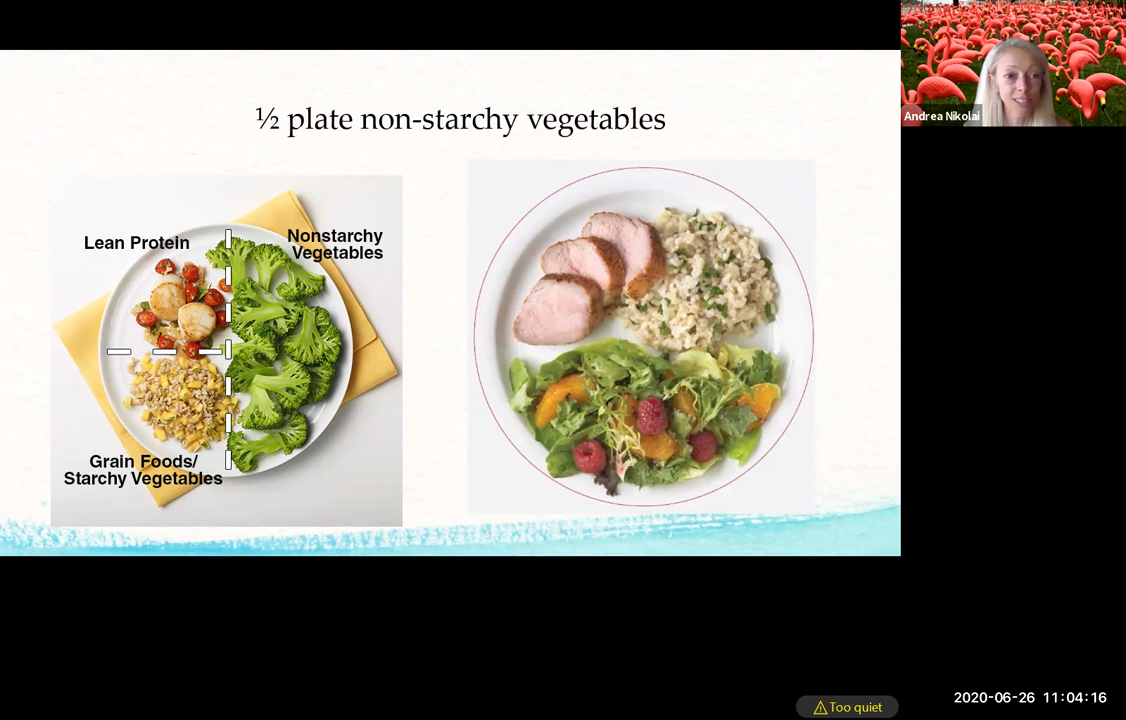 ½ plate non-starchy vegetables
Lean Protein
Nonstarchy
Vegetables
Grain Foods/
Starchy Vegetables
Andrea Nikolai
Too quiet
2020-06-26 11:04:16